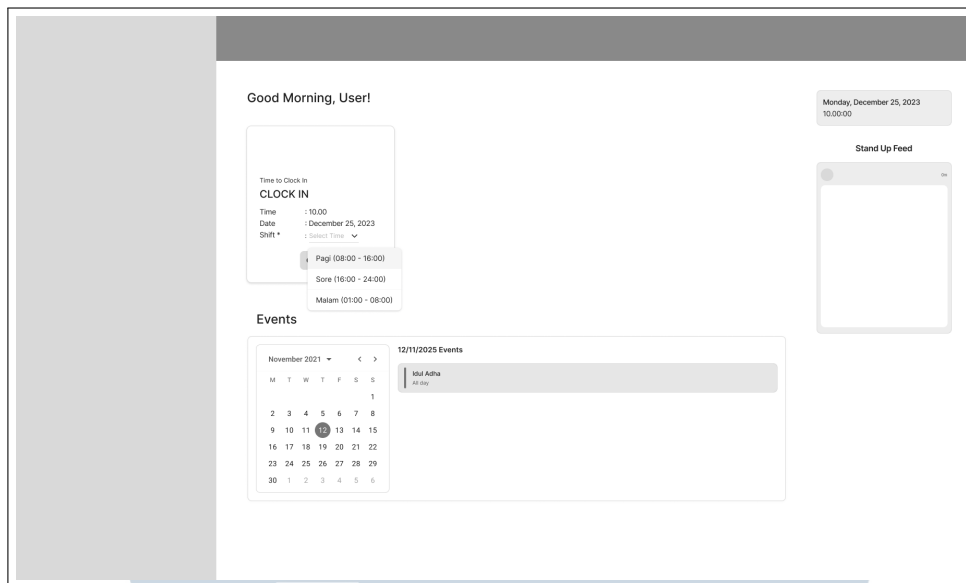 Good Morning, User!
Monday, December 25, 2023
10.00:00
Stand Up Feed
Time to Clock In
CLOCK IN
Time : 10.00
Date : December 25, 2023
Shift * : Select Time
Pagi (08:00 - 16:00)
Sore (16:00 - 24:00)
Malam (01:00 - 08:00)
Events
November 2021
M T W T F S S
1
2 3 4 5 6 7 8
9 10 11 12 13 14 15
16 17 18 19 20 21 22
23 24 25 26 27 28 29
30 1 2 3 4 5 6
12/11/2025 Events
Idul Adha
All day